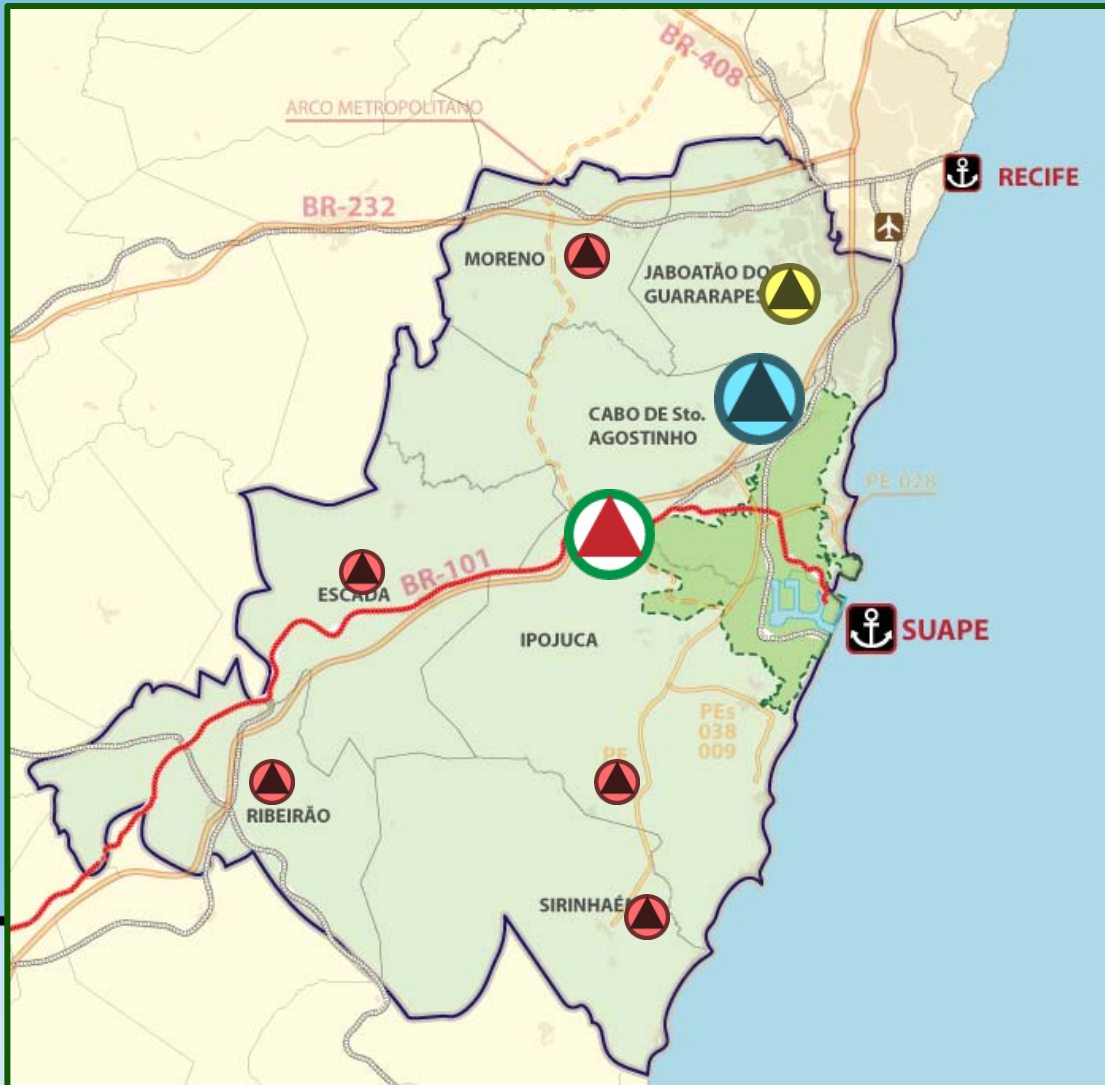 BR-408
ARCO METROPOLITANO
RECIFE
BR-232
MORENO
JABOATÃO DO
GUARARAPES
CABO DE Sto.
AGOSTINHO
PE 028
BR-101
ESCADA
SUAPE
IPOJUCA
PEs
038
009
PE
RIBEIRÃO
SIRINHAÉM